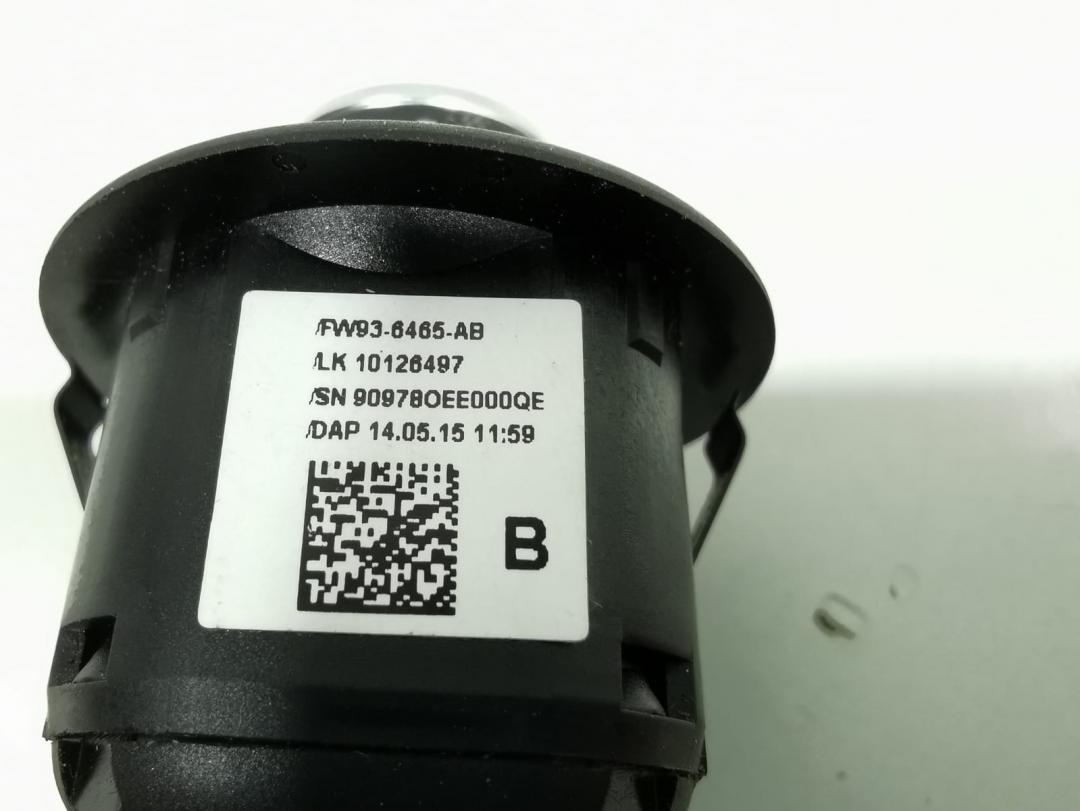 /FW93-6465-AB
/LK 10126497
/SN 90978OEE000QE
/DAP 14.05.15 11:59
B